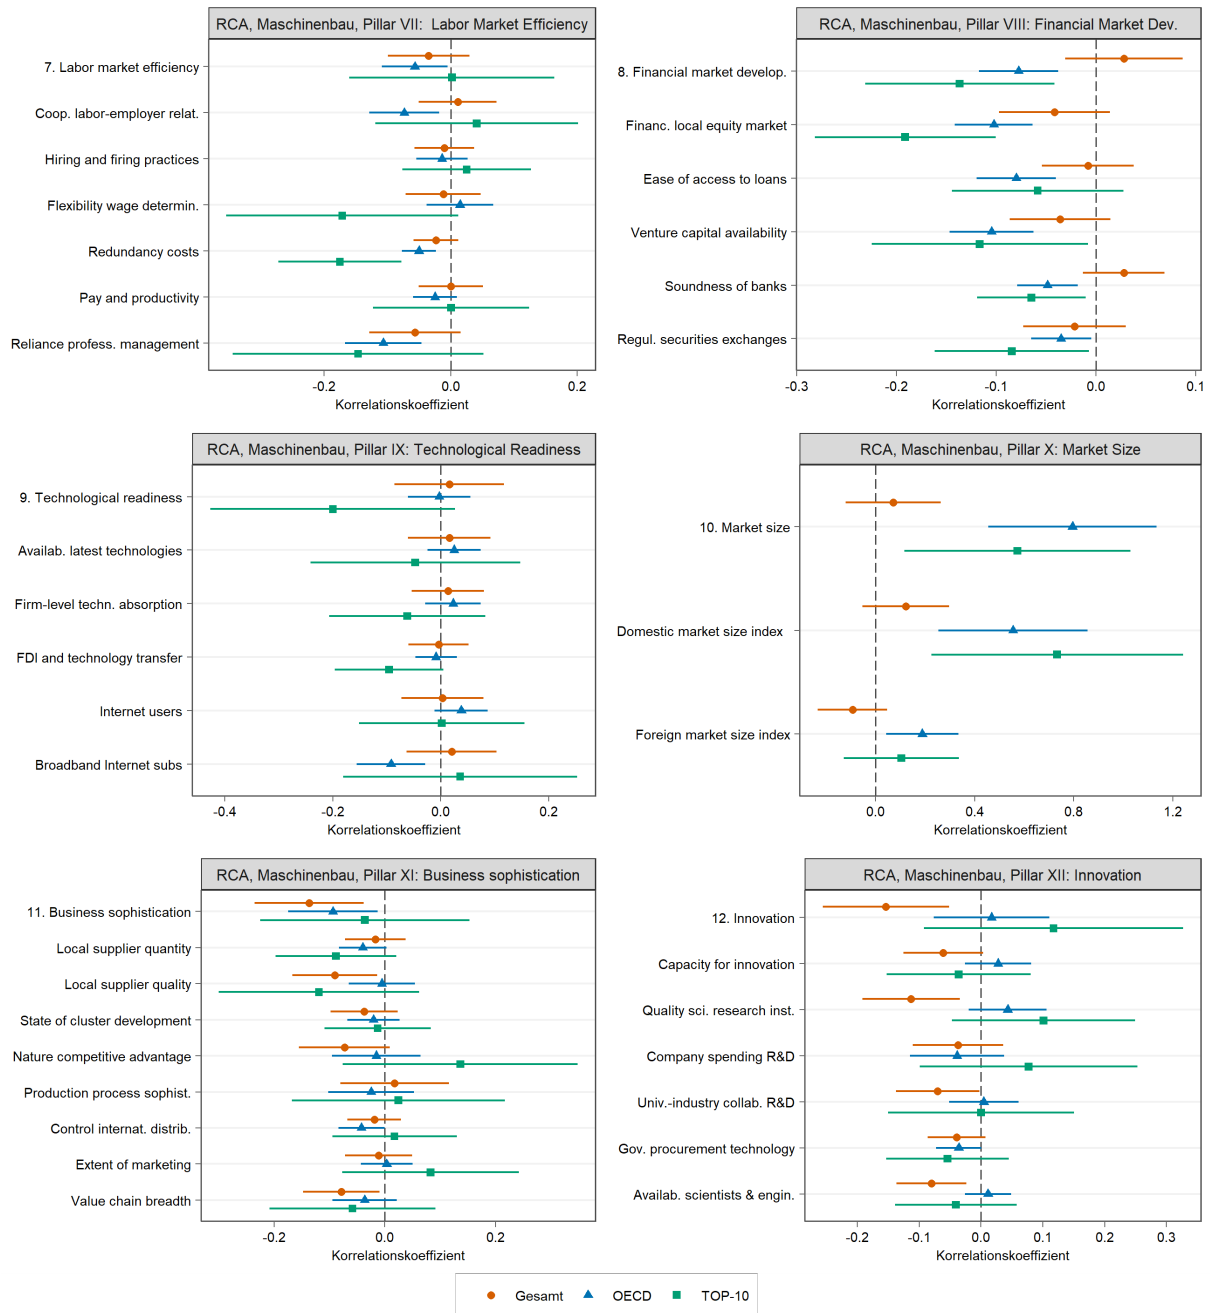 RCA, Maschinenbau, Pillar VII:  Labor Market Efficiency
7. Labor market efficiency
Coop. labor-employer relat.
Hiring and firing practices
Flexibility wage determin.
Redundancy costs
Pay and productivity
Reliance profess. management
-0.2 0.0 0.2
Korrelationskoeffizient
RCA, Maschinenbau, Pillar VIII: Financial Market Dev.
8. Financial market develop.
Financ. local equity market
Ease of access to loans
Venture capital availability
Soundness of banks
Regul. securities exchanges
-0.3 -0.2 -0.1 0.0 0.1
Korrelationskoeffizient
RCA, Maschinenbau, Pillar IX: Technological Readiness
9. Technological readiness
Availab. latest technologies
Firm-level techn. absorption
FDI and technology transfer
Internet users
Broadband Internet subs
-0.4 -0.2 0.0 0.2
Korrelationskoeffizient
RCA, Maschinenbau, Pillar X: Market Size
10. Market size
Domestic market size index
Foreign market size index
0.0 0.4 0.8 1.2
Korrelationskoeffizient
RCA, Maschinenbau, Pillar XI: Business sophistication
11. Business sophistication
Local supplier quantity
Local supplier quality
State of cluster development
Nature competitive advantage
Production process sophist.
Control internat. distrib.
Extent of marketing
Value chain breadth
-0.2 0.0 0.2
Korrelationskoeffizient
RCA, Maschinenbau, Pillar XII: Innovation
12. Innovation
Capacity for innovation
Quality sci. research inst.
Company spending R&D
Univ.-industry collab. R&D
Gov. procurement technology
Availab. scientists & engin.
-0.2 -0.1 0.0 0.1 0.2 0.3
Korrelationskoeffizient
Gesamt OECD TOP-10